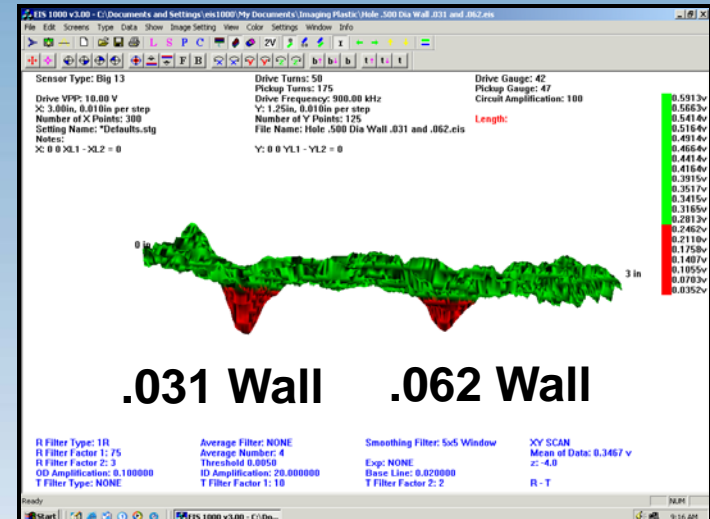 EIS 1000 v3.00 - C:\Documents and Settings\eis1000\My Documents\Imaging Plastic\Hole .500 Dia Wall .031 and .062.eis
File Edit Screens Type Data Show Image Setting View Color Settings Window Info
L S P C 2V I
F B b↑ b↓ b t↑ t↓ t
Sensor Type: Big 13 Drive Turns: 50 Drive Gauge: 42
Pickup Turns: 175 Pickup Gauge: 47
Drive VPP: 10.00 V Drive Frequency: 900.00 kHz Circuit Amplification: 100
X: 3.00in, 0.010in per step Y: 1.25in, 0.010in per step
Number of X Points: 300 Number of Y Points: 125 Length:
Setting Name: *Defaults.stg File Name: Hole .500 Dia Wall .031 and .062.eis
Notes:
X: 0 0 XL1 - XL2 = 0 Y: 0 0 YL1 - YL2 = 0
0.5913v
0.5663v
0.5414v
0.5164v
0.4914v
0.4664v
0.4414v
0.4164v
0.3915v
0.3517v
0.3415v
0.3165v
0.2813v
0.2462v
0.2110v
0.1758v
0.1407v
0.1055v
0.0703v
0.0352v
0 in
3 in
.031 Wall .062 Wall
R Filter Type: 1R Average Filter: NONE Smoothing Filter: 5x5 Window XY SCAN
R Filter Factor 1: 75 Average Number: 4 Mean of Data: 0.3467 v
R Filter Factor 2: 3 Threshold 0.0050 Exp: NONE z: -4.0
OD Amplification: 0.100000 ID Amplification: 20.000000 Base Line: 0.020000
T Filter Type: NONE T Filter Factor 1: 10 T Filter Factor 2: 2 R - T
Ready NUM
Start EIS 1000 v3.00 - C:\Do... 9:16 AM